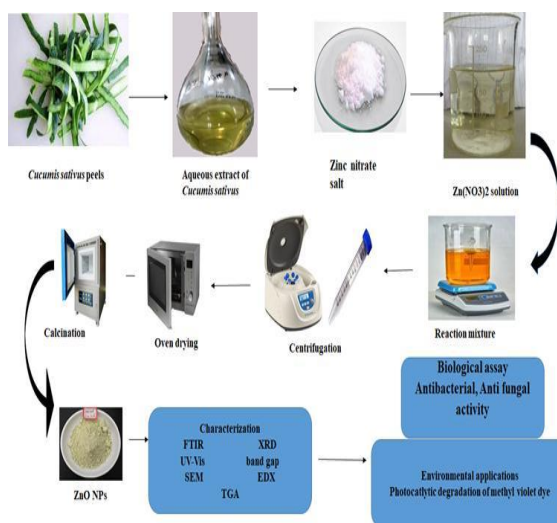 Cucumis sativus peels
Aqueous extract of
Cucumis sativus
Zinc nitrate
salt
Zn(NO3)2 solution
Calcination
Oven drying
Centrifugation
Reaction mixture
ZnO NPs
Characterization
FTIR XRD
UV-Vis band gap
SEM EDX
TGA
Biological assay
Antibacterial, Anti fungal
activity
Environmental applications
Photocatlytic degradation of methyl violet dye